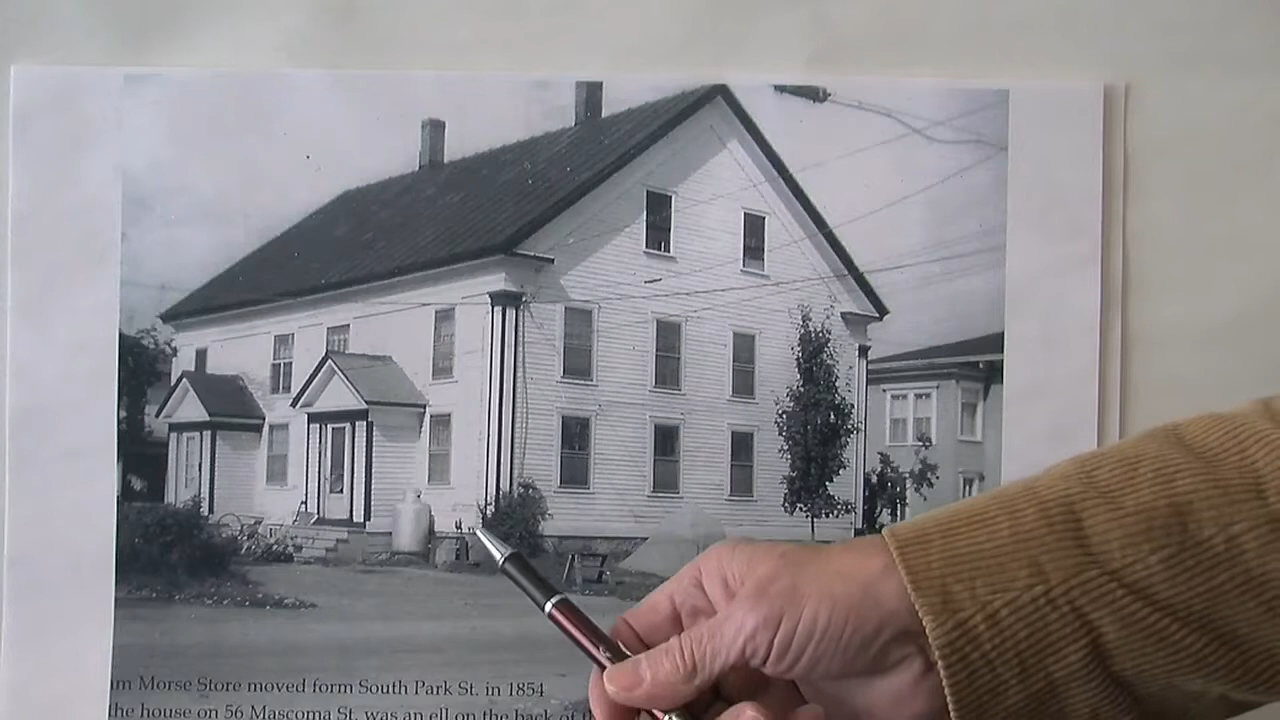 am Morse Store moved form South Park St. in 1854
the house on 56 Mascoma St. was an ell on the back of